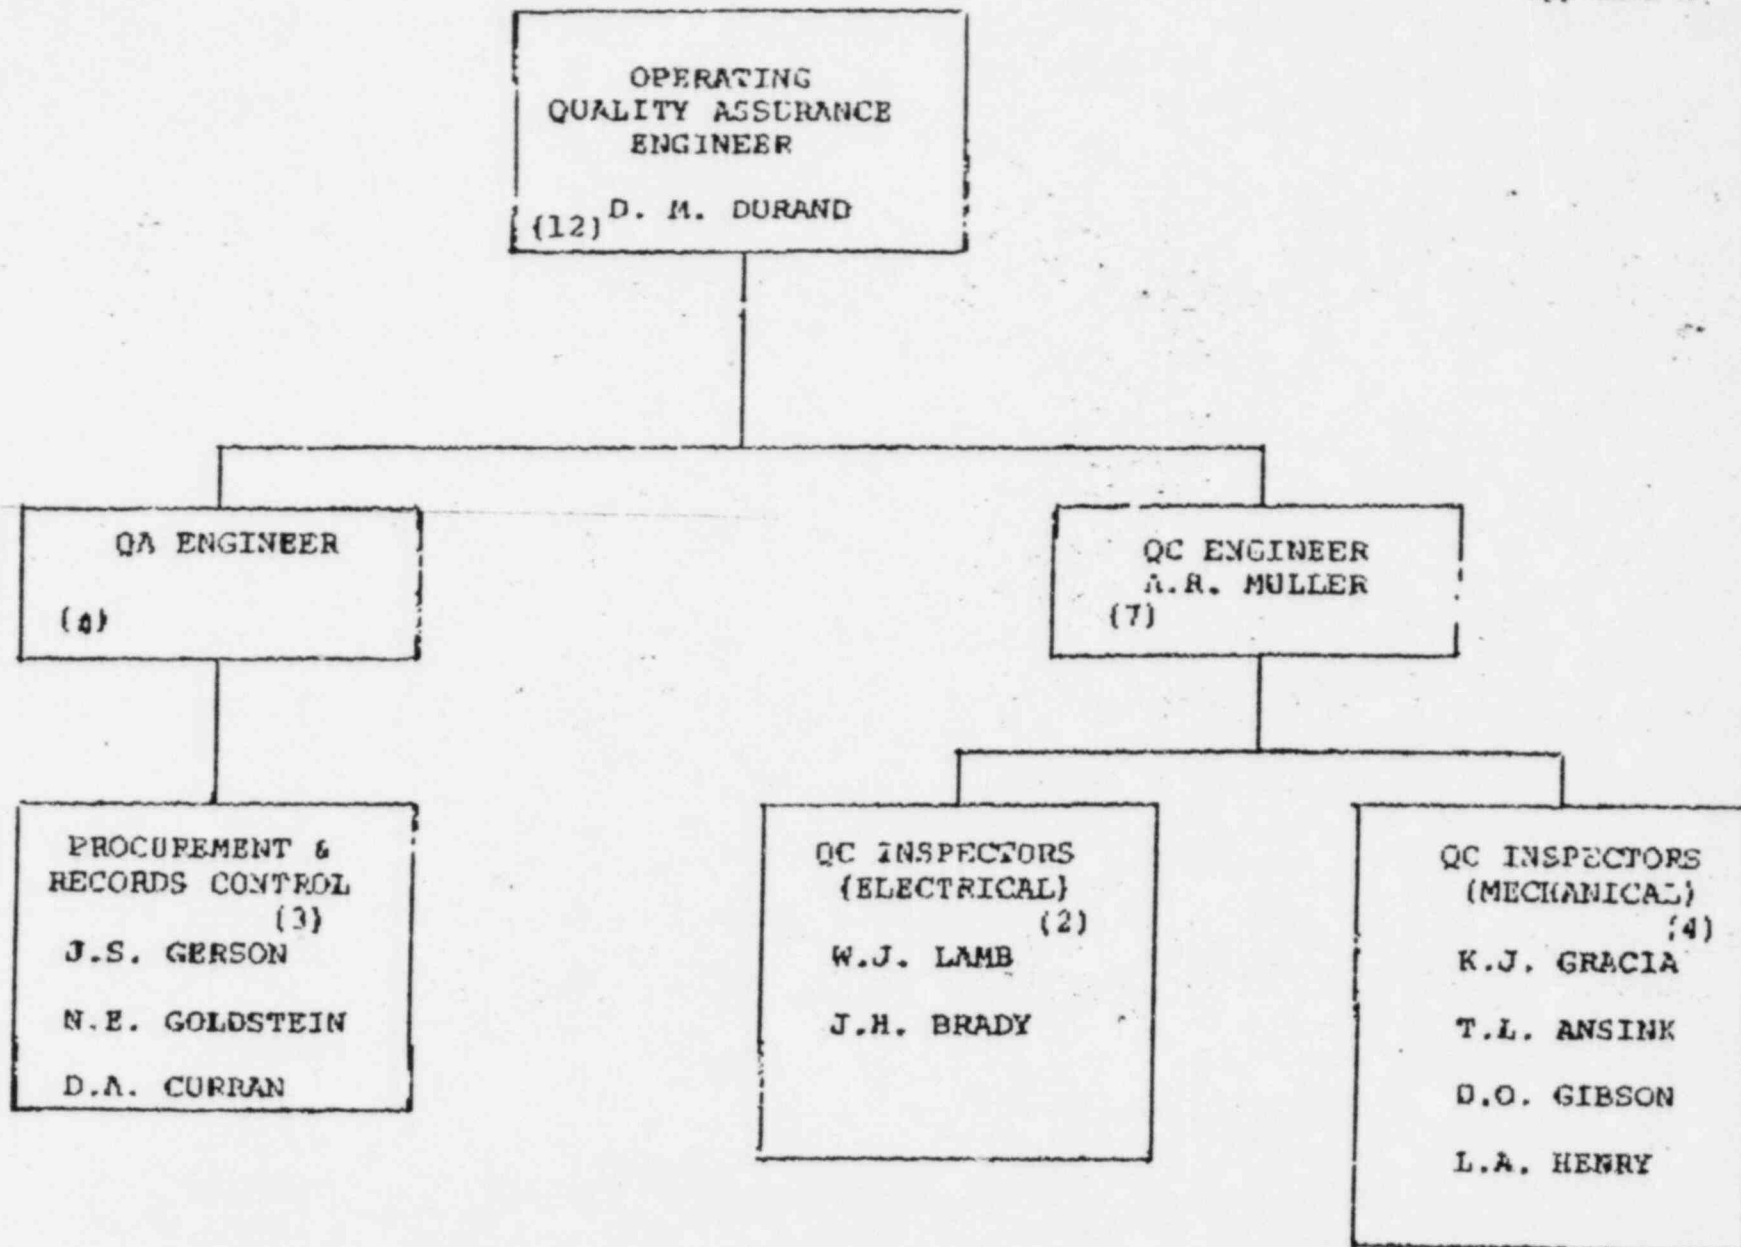 OPERATING
QUALITY ASSURANCE
ENGINEER
D. M. DURAND
(12)
QA ENGINEER
(4)
QC ENGINEER
A.R. MULLER
(7)
PROCUREMENT &
RECORDS CONTROL
(3)
J.S. GERSON
N.E. GOLDSTEIN
D.A. CURRAN
QC INSPECTORS
(ELECTRICAL)
(2)
W.J. LAMB
J.H. BRADY
QC INSPECTORS
(MECHANICAL)
(4)
K.J. GRACIA
T.L. ANSINK
D.O. GIBSON
L.A. HENRY